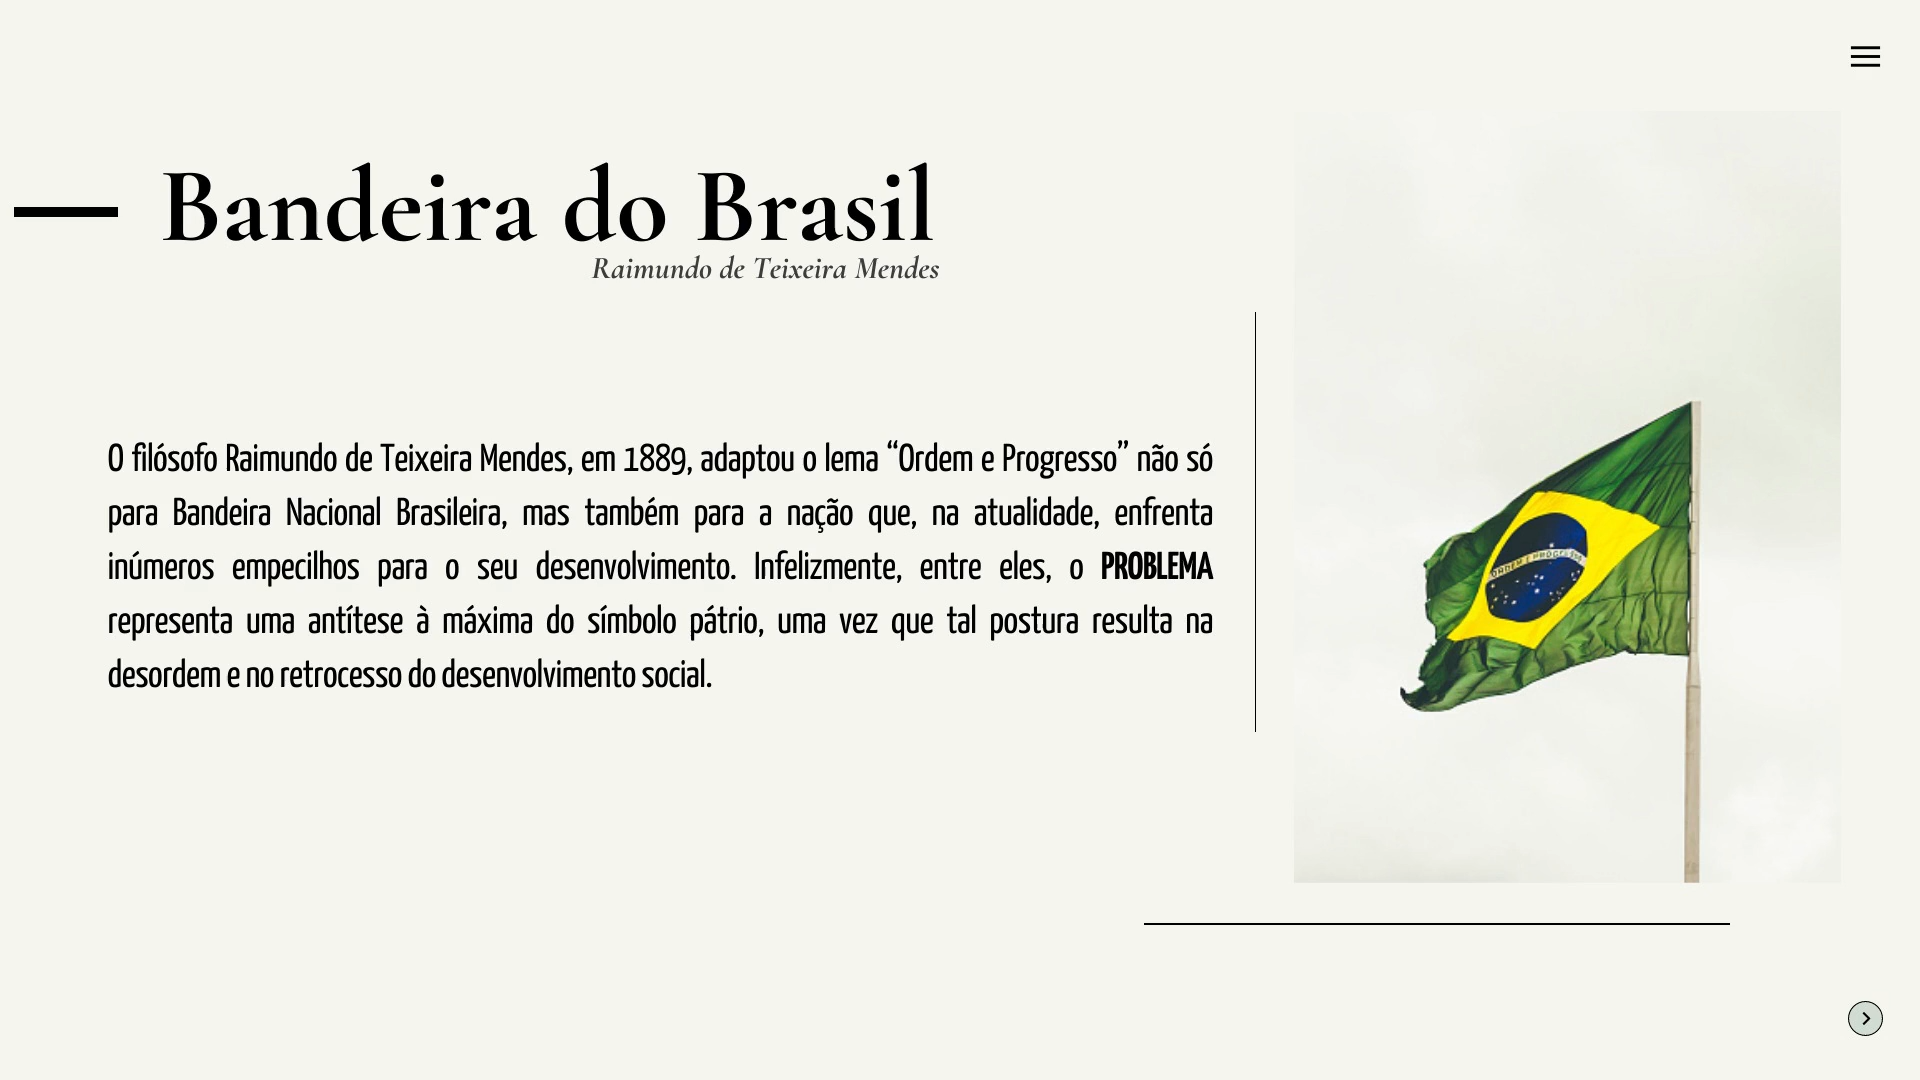 Bandeira do Brasil
Raimundo de Teixeira Mendes
O filósofo Raimundo de Teixeira Mendes, em 1889, adaptou o lema “Ordem e Progresso” não só
para Bandeira Nacional Brasileira, mas também para a nação que, na atualidade, enfrenta
inúmeros empecilhos para o seu desenvolvimento. Infelizmente, entre eles, o PROBLEMA
representa uma antítese à máxima do símbolo pátrio, uma vez que tal postura resulta na
desordem e no retrocesso do desenvolvimento social.
ORDEM E PROGRESSO